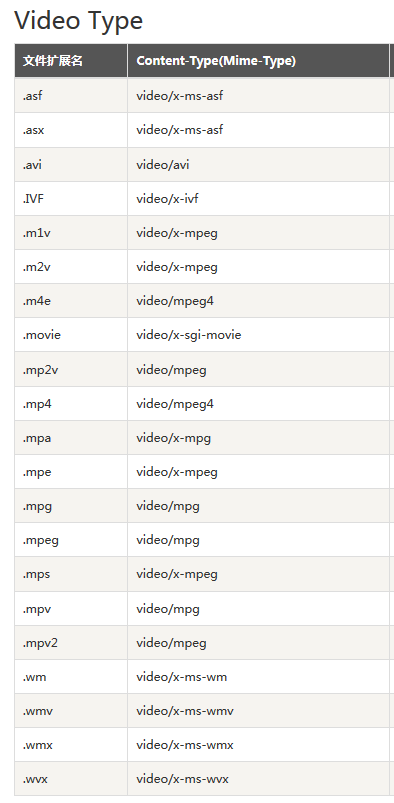 Video Type
文件扩展名 Content-Type(Mime-Type)
.asf video/x-ms-asf
.asx video/x-ms-asf
.avi video/avi
.IVF video/x-ivf
.m1v video/x-mpeg
.m2v video/x-mpeg
.m4e video/mpeg4
.movie video/x-sgi-movie
.mp2v video/mpeg
.mp4 video/mpeg4
.mpa video/x-mpg
.mpe video/x-mpeg
.mpg video/mpg
.mpeg video/mpg
.mps video/x-mpeg
.mpv video/mpg
.mpv2 video/mpeg
.wm video/x-ms-wm
.wmv video/x-ms-wmv
.wmx video/x-ms-wmx
.wvx video/x-ms-wvx